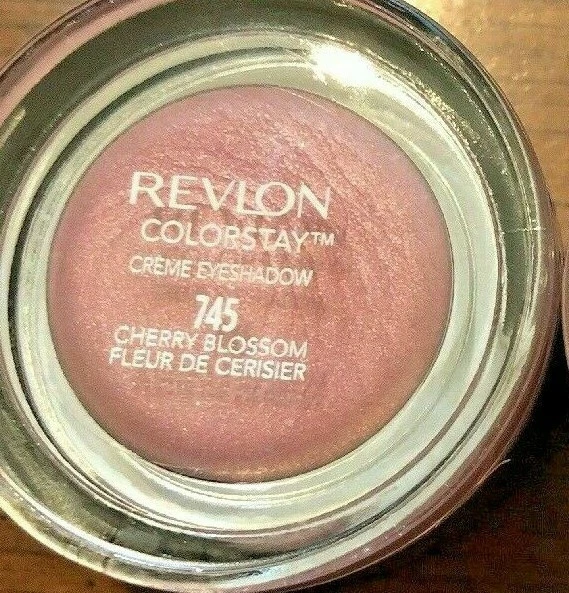 REVLON
COLORSTAY™
CRÈME EYESHADOW
745
CHERRY BLOSSOM
FLEUR DE CERISIER